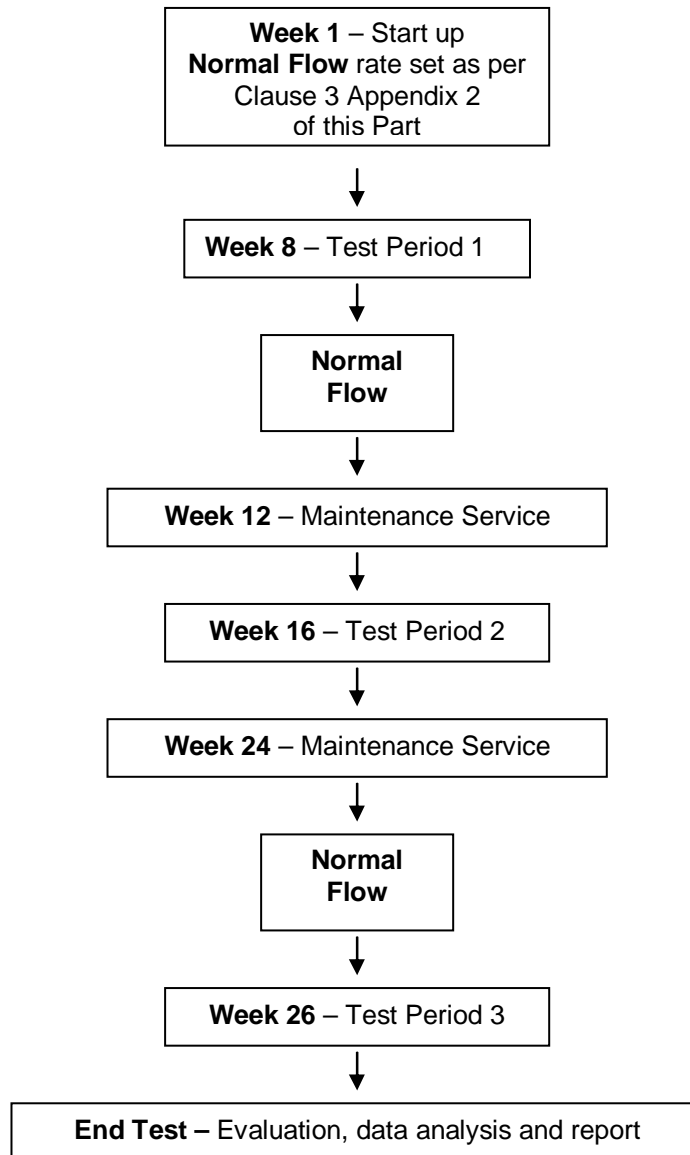 Week 1 – Start up
Normal Flow rate set as per
Clause 3 Appendix 2
of this Part
Week 8 – Test Period 1
Normal
Flow
Week 12 – Maintenance Service
Week 16 – Test Period 2
Week 24 – Maintenance Service
Normal
Flow
Week 26 – Test Period 3
End Test – Evaluation, data analysis and report